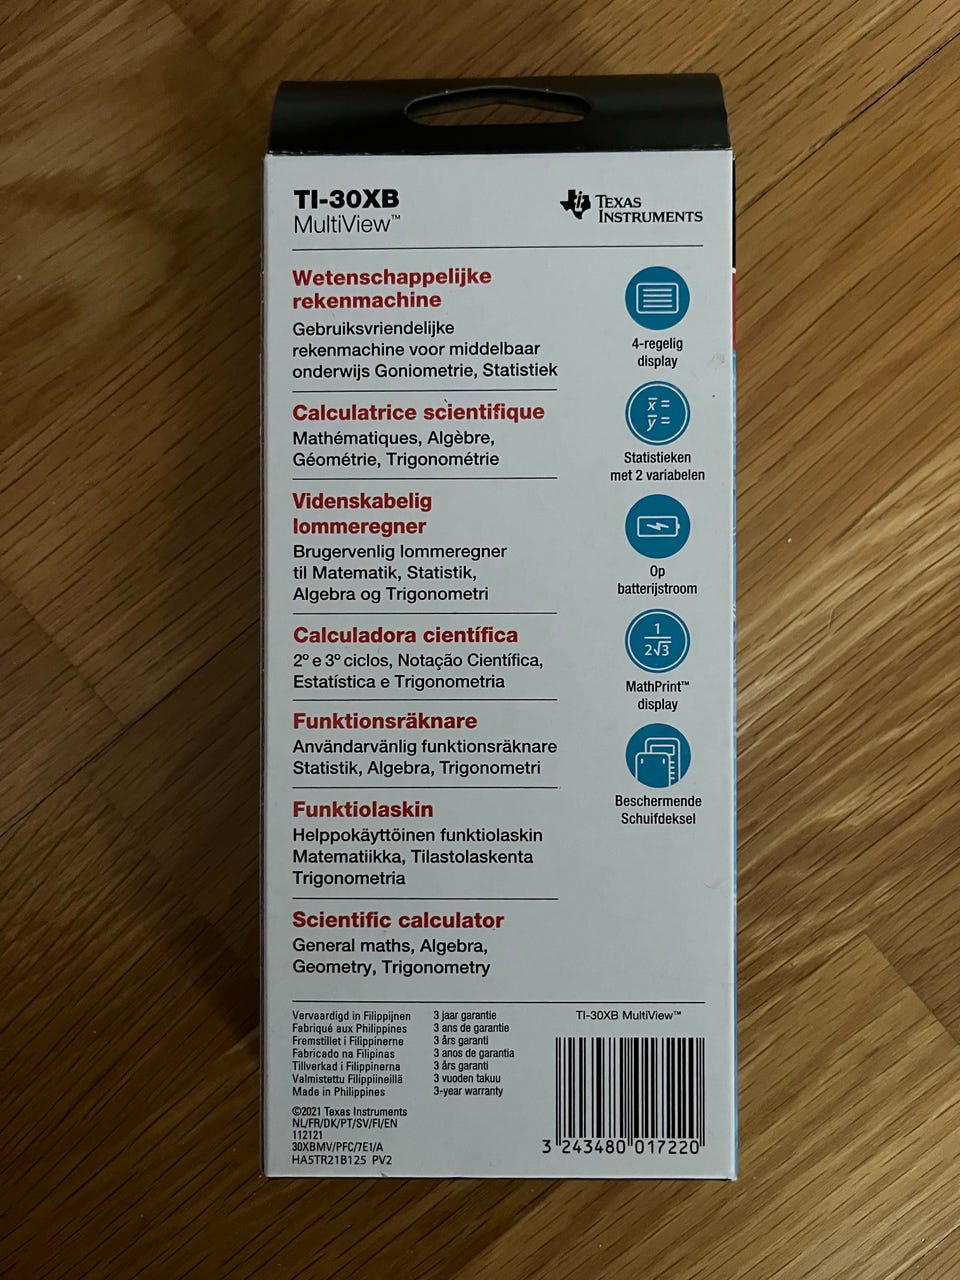 TI-30XB
MultiView™
TEXAS
INSTRUMENTS
Wetenschappelijke
rekenmachine
Gebruiksvriendelijke
rekenmachine voor middelbaar
onderwijs Goniometrie, Statistiek
Calculatrice scientifique
Mathématiques, Algèbre,
Géométrie, Trigonométrie
Videnskabelig
lommeregner
Brugervenlig lommeregner
til Matematik, Statistik,
Algebra og Trigonometri
Calculadora científica
2º e 3º ciclos, Notação Científica,
Estatística e Trigonometria
Funktionsräknare
Användarvänlig funktionsräknare
Statistik, Algebra, Trigonometri
Funktiolaskin
Helppokäyttöinen funktiolaskin
Matematiikka, Tilastolaskenta
Trigonometria
Scientific calculator
General maths, Algebra,
Geometry, Trigonometry
4-regelig
display
x̅ =
y̅ =
Statistieken
met 2 variabelen
Op
batterijstroom
1
2√3
MathPrint™
display
Beschermende
Schuifdeksel
Vervaardigd in Filippijnen
Fabriqué aux Philippines
Fremstillet i Filippinerne
Fabricado na Filipinas
Tillverkad i Filippinerna
Valmistettu Filippiineillä
Made in Philippines
3 jaar garantie
3 ans de garantie
3 års garanti
3 anos de garantia
3 års garanti
3 vuoden takuu
3-year warranty
©2021 Texas Instruments
NL/FR/DK/PT/SV/FI/EN
112121
30XBMV/PFC/7E1/A
HA5TR21B125 PV2
TI-30XB MultiView™
3 243480 017220